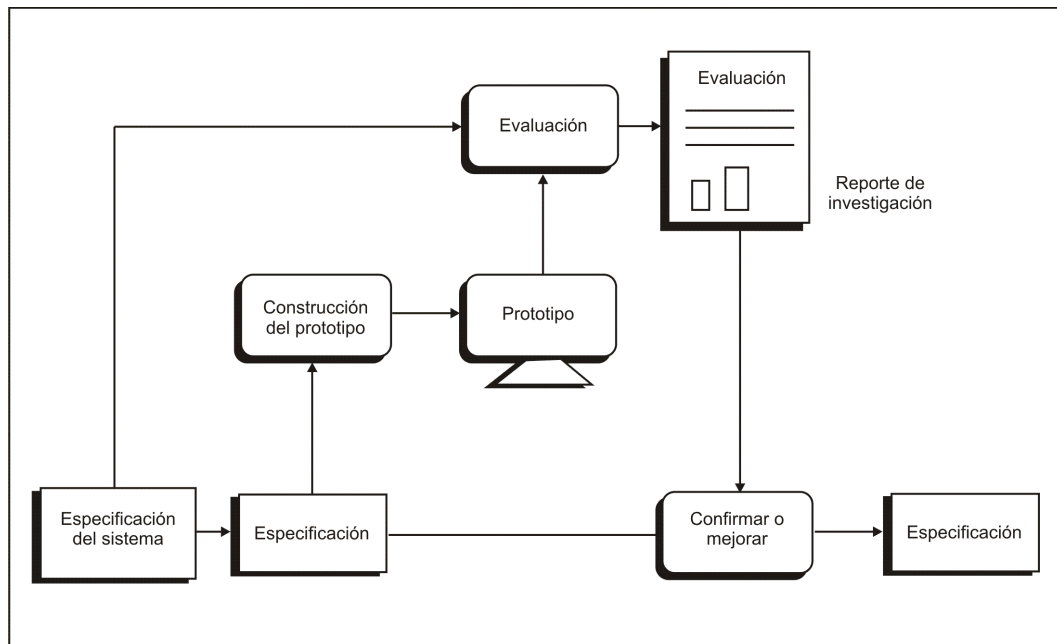 Evaluación
Evaluación
Reporte de
investigación
Construcción
del prototipo
Prototipo
Especificación
del sistema
Especificación
Confirmar o
mejorar
Especificación